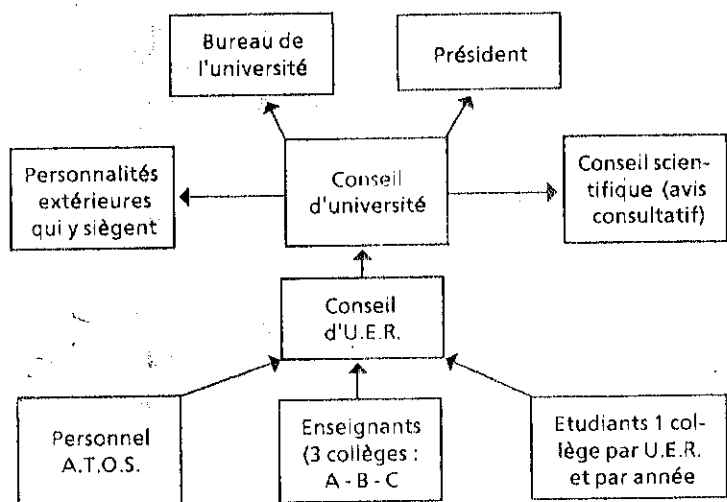 Bureau de
l'université
Président
Personnalités
extérieures
qui y siègent
Conseil
d'université
Conseil scien-
tifique (avis
consultatif)
Conseil
d'U.E.R.
Personnel
A.T.O.S.
Enseignants
(3 collèges :
A - B - C
Etudiants 1 col-
lège par U.E.R.
et par année